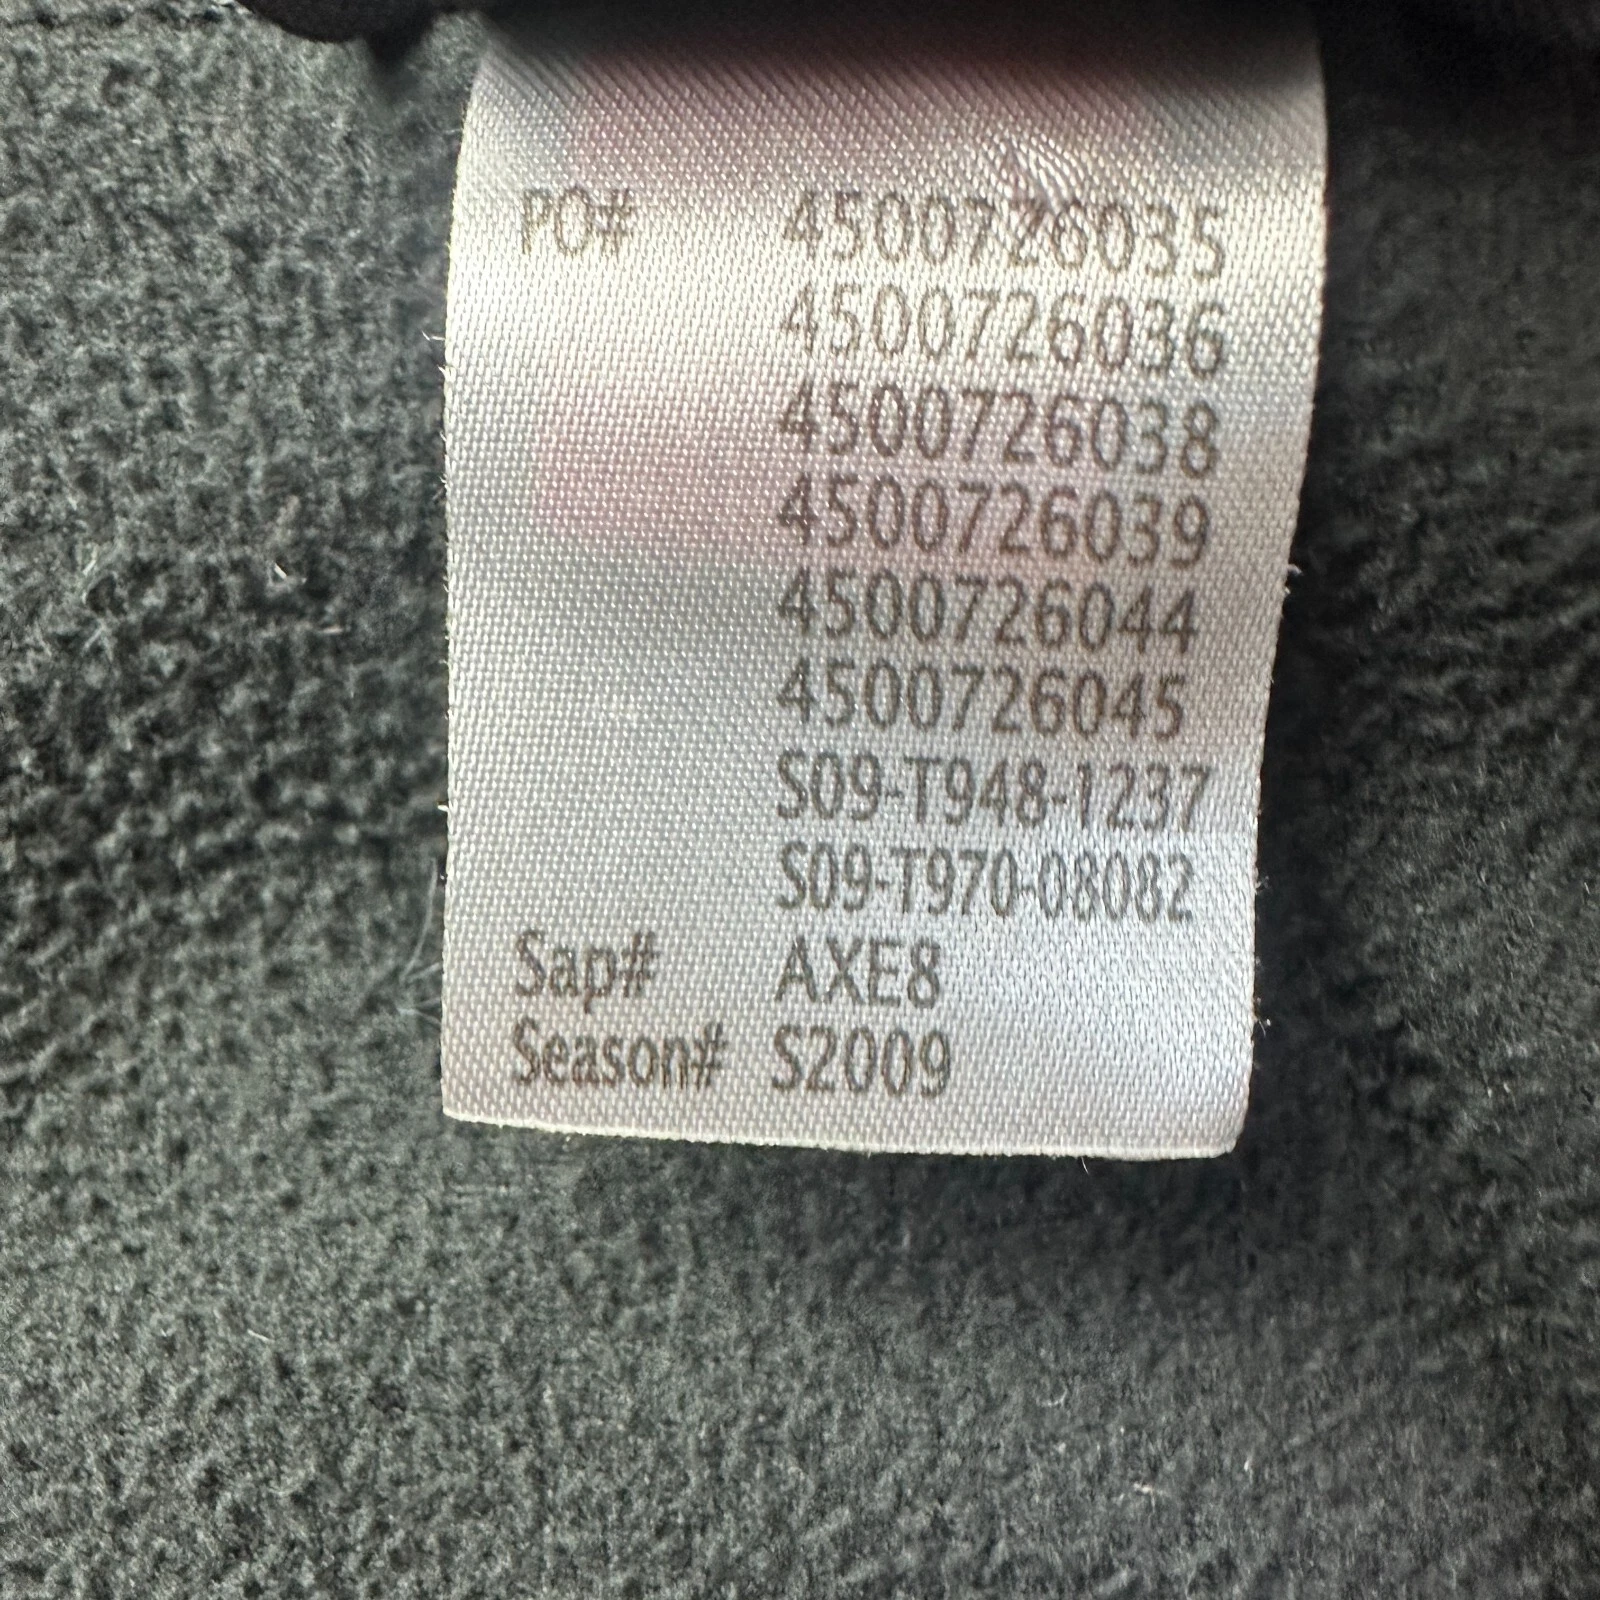 PO# 4500726035
4500726036
4500726038
4500726039
4500726044
4500726045
S09-T948-1237
S09-T970-08082
Sap# AXE8
Season# S2009